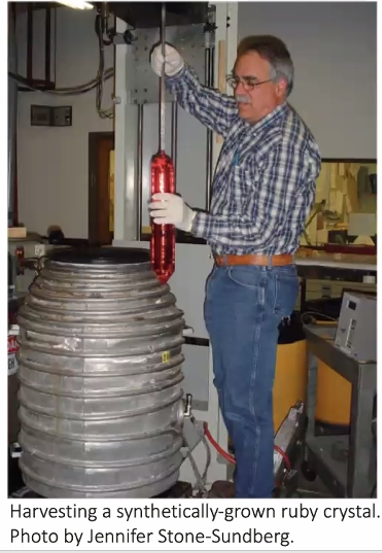 Harvesting a synthetically-grown ruby crystal.
Photo by Jennifer Stone-Sundberg.